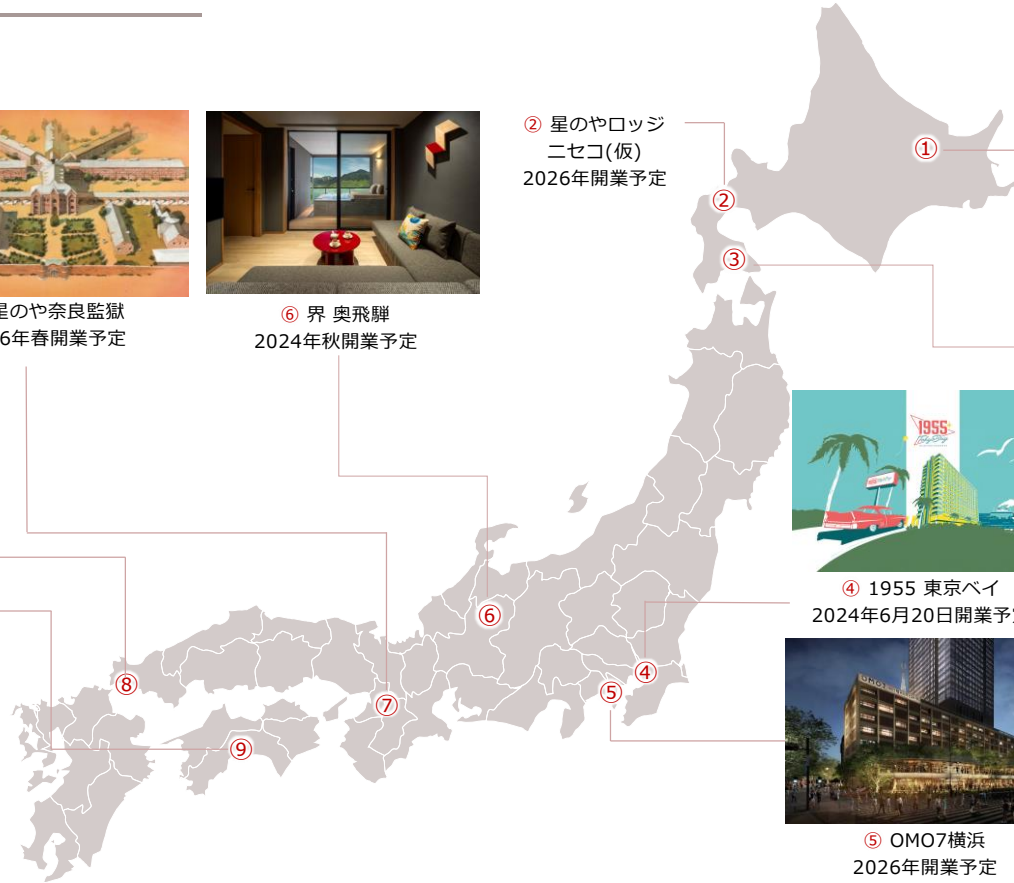 ② 星のやロッジ
ニセコ(仮)
2026年開業予定
①
②
③
星のや奈良監獄
6年春開業予定
⑥ 界 奥飛騨
2024年秋開業予定
1955
④ 1955 東京ベイ
2024年6月20日開業予定
⑥
④
⑤
⑧
⑦
⑨
OMO7
⑤ OMO7横浜
2026年開業予定